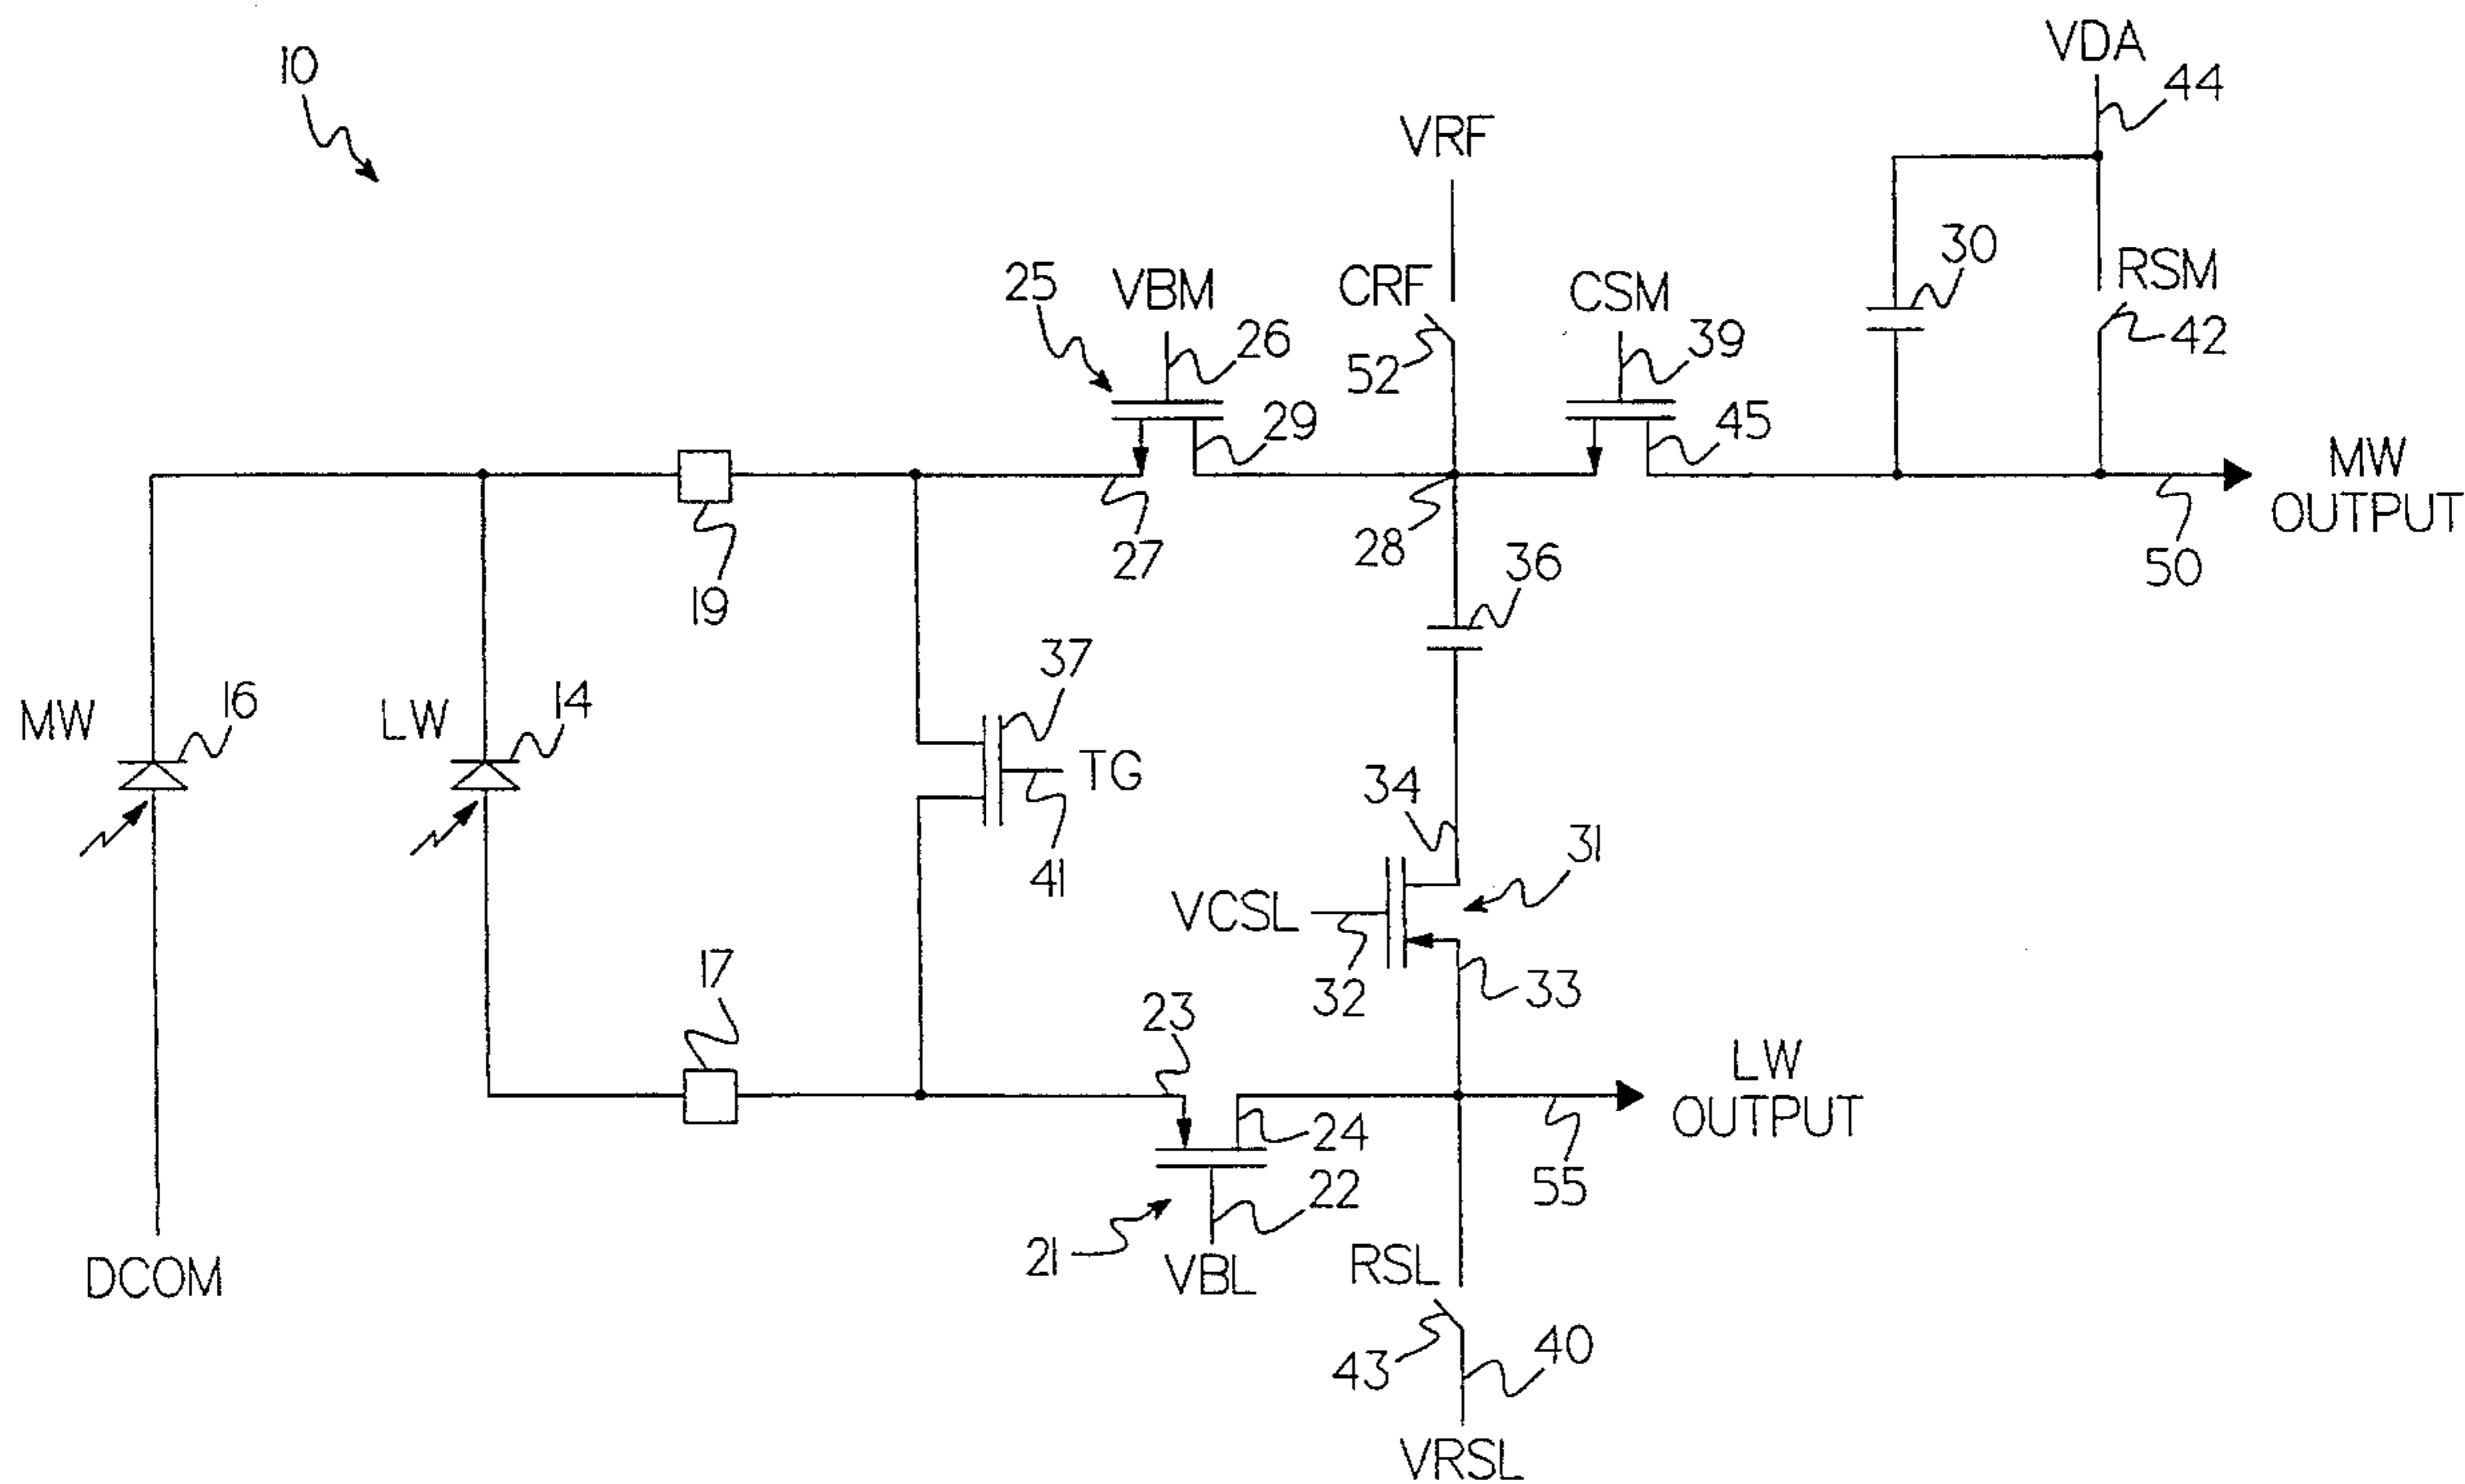 10
VDA
44
VRF
30
RSM
42
25
VBM
26
CRF
52
CSM
39
29
45
MW
OUTPUT
27
28
50
19
36
37
MW
16
LW
14
TG
41
34
31
VCSL
32
33
17
23
LW
OUTPUT
24
22
55
21
VBL
RSL
43
40
DCOM
VRSL